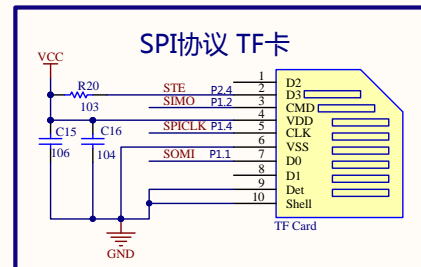 SPI协议 TF卡
VCC
R20
103
STE P2.4
SIMO P1.2
SPICLK P1.4
SOMI P1.1
C15
106
C16
104
GND
1 D2
2 D3
3 CMD
4 VDD
5 CLK
6 VSS
7 D0
8 D1
9 Det
10 Shell
TF Card